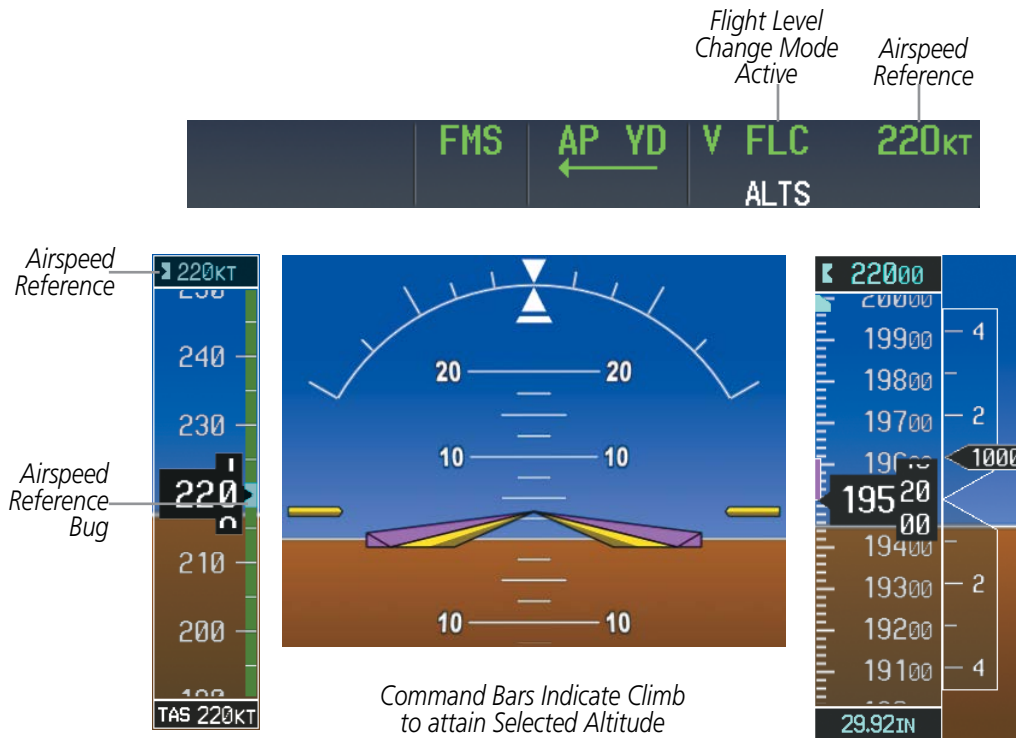 Flight Level
Change Mode
Active
Airspeed
Reference
FMS AP YD V FLC 220KT
ALTS
Airspeed
Reference
220KT
240
230
220
210
200
TAS 220KT
Airspeed
Reference
Bug
20 20
10 10
10 10
Command Bars Indicate Climb
to attain Selected Altitude
22000
20000
19900
19800
19700
195 20
00
19400
19300
19200
19100
29.92IN
4
2
1000
2
4